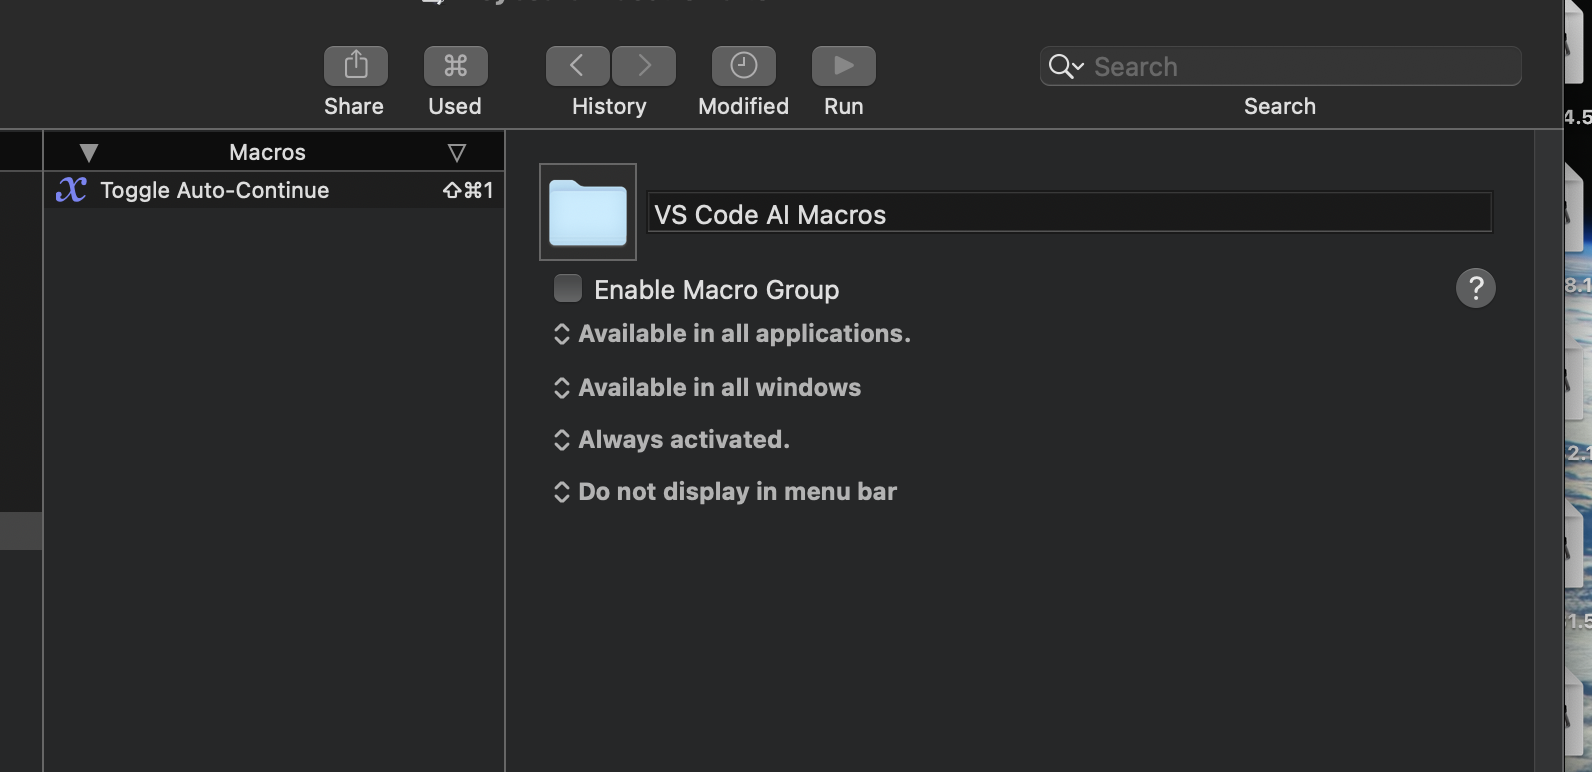 Share
Used
History
Modified
Run
Search
Search
Macros
Toggle Auto-Continue ⇧⌘1
VS Code AI Macros
Enable Macro Group
?
Available in all applications.
Available in all windows
Always activated.
Do not display in menu bar
4.5
8.1
2.1
1.5